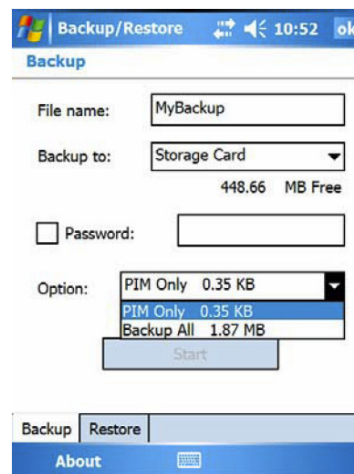 Backup/Restore 10:52 ok
Backup
File name: MyBackup
Backup to: Storage Card
448.66 MB Free
Password:
Option: PIM Only 0.35 KB
PIM Only 0.35 KB
Backup All 1.87 MB
Start
Backup Restore
About